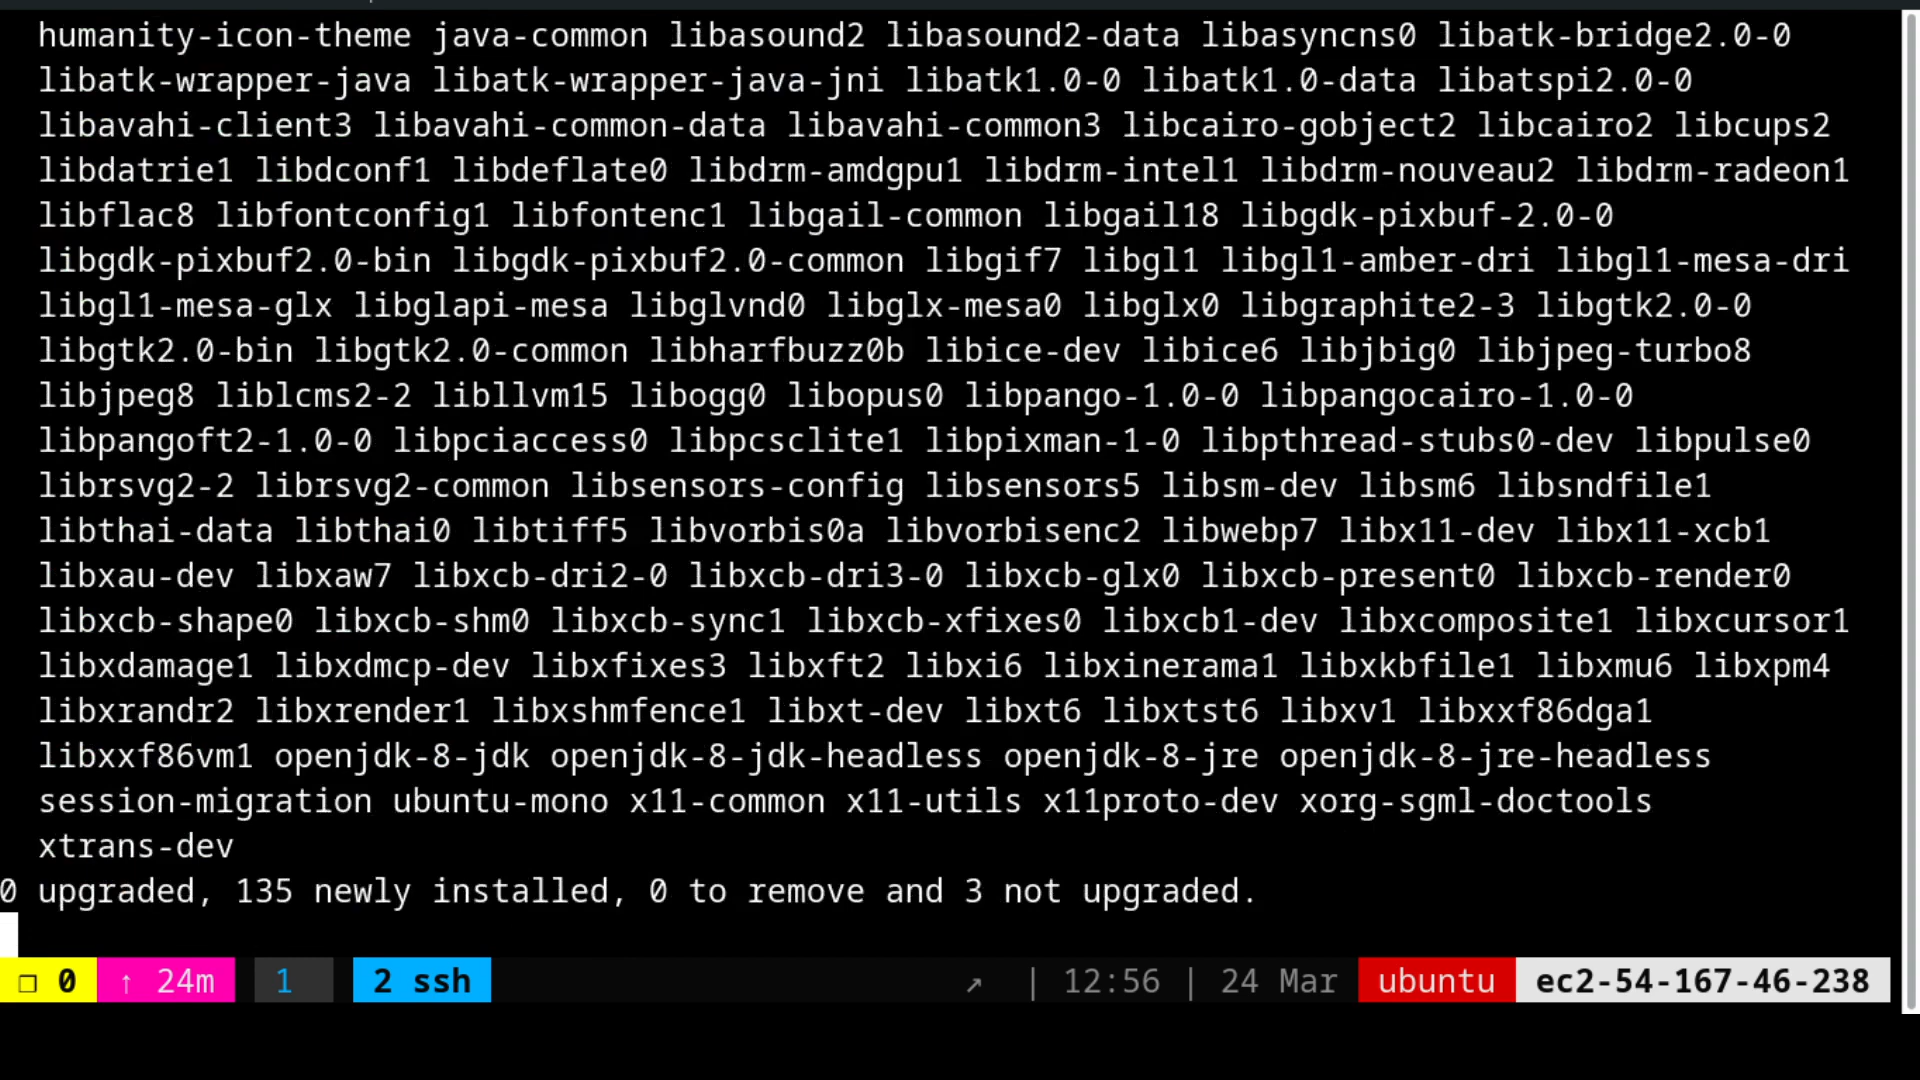 humanity-icon-theme java-common libasound2 libasound2-data libasyncns0 libatk-bridge2.0-0
libatk-wrapper-java libatk-wrapper-java-jni libatk1.0-0 libatk1.0-data libatspi2.0-0
libavahi-client3 libavahi-common-data libavahi-common3 libcairo-gobject2 libcairo2 libcups2
libdatrie1 libdconf1 libdeflate0 libdrm-amdgpu1 libdrm-intel1 libdrm-nouveau2 libdrm-radeon1
libflac8 libfontconfig1 libfontenc1 libgail-common libgail18 libgdk-pixbuf-2.0-0
libgdk-pixbuf2.0-bin libgdk-pixbuf2.0-common libgif7 libgl1 libgl1-amber-dri libgl1-mesa-dri
libgl1-mesa-glx libglapi-mesa libglvnd0 libglx-mesa0 libglx0 libgraphite2-3 libgtk2.0-0
libgtk2.0-bin libgtk2.0-common libharfbuzz0b libice-dev libice6 libjbig0 libjpeg-turbo8
libjpeg8 liblcms2-2 libllvm15 libogg0 libopus0 libpango-1.0-0 libpangocairo-1.0-0
libpangoft2-1.0-0 libpciaccess0 libpcsclite1 libpixman-1-0 libpthread-stubs0-dev libpulse0
librsvg2-2 librsvg2-common libsensors-config libsensors5 libsm-dev libsm6 libsndfile1
libthai-data libthai0 libtiff5 libvorbis0a libvorbisenc2 libwebp7 libx11-dev libx11-xcb1
libxau-dev libxaw7 libxcb-dri2-0 libxcb-dri3-0 libxcb-glx0 libxcb-present0 libxcb-render0
libxcb-shape0 libxcb-shm0 libxcb-sync1 libxcb-xfixes0 libxcb1-dev libxcomposite1 libxcursor1
libxdamage1 libxdmcp-dev libxfixes3 libxft2 libxi6 libxinerama1 libxkbfile1 libxmu6 libxpm4
libxrandr2 libxrender1 libxshmfence1 libxt-dev libxt6 libxtst6 libxv1 libxxf86dga1
libxxf86vm1 openjdk-8-jdk openjdk-8-jdk-headless openjdk-8-jre openjdk-8-jre-headless
session-migration ubuntu-mono x11-common x11-utils x11proto-dev xorg-sgml-doctools
xtrans-dev
0 upgraded, 135 newly installed, 0 to remove and 3 not upgraded.
❐ 0 ↑ 24m 1 2 ssh ↗ | 12:56 | 24 Mar ubuntu ec2-54-167-46-238